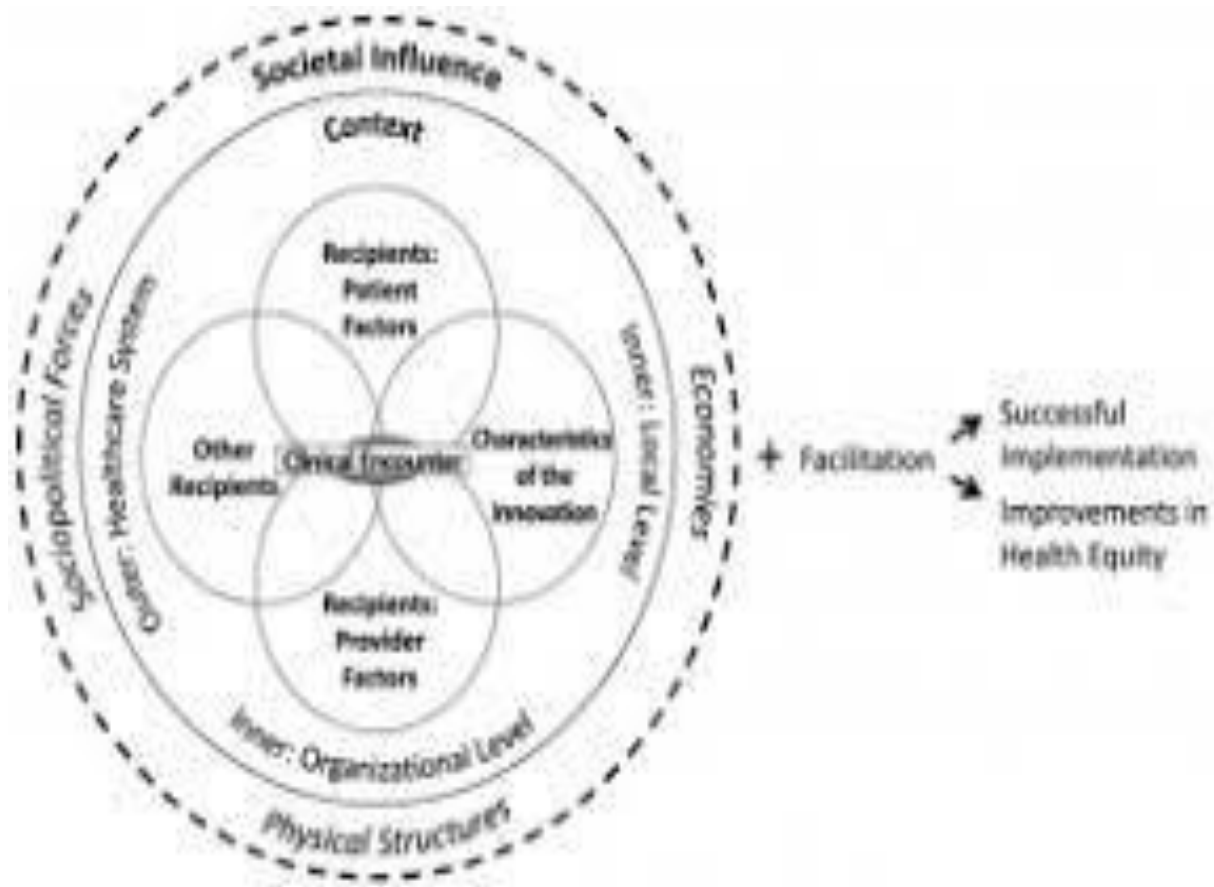 Societal Influence
Context
Recipients:
Patient
Factors
Sociopolitical Forces
Outer: Healthcare System
Other
Recipients
Clinical Encounter
Characteristics
of the
Innovation
Inner: Local Level
Economies
Recipients:
Provider
Factors
Inner: Organizational Level
Physical Structures
+ Facilitation
Successful
Implementation
Improvements in
Health Equity